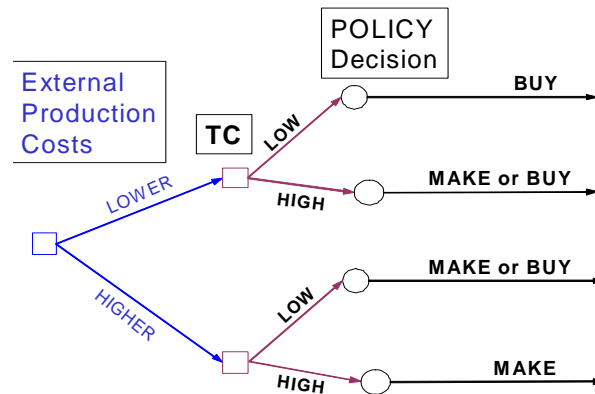 POLICY
Decision
External
Production
Costs
TC
BUY
LOW
LOWER
HIGH
MAKE or BUY
HIGHER
LOW
MAKE or BUY
HIGH
MAKE